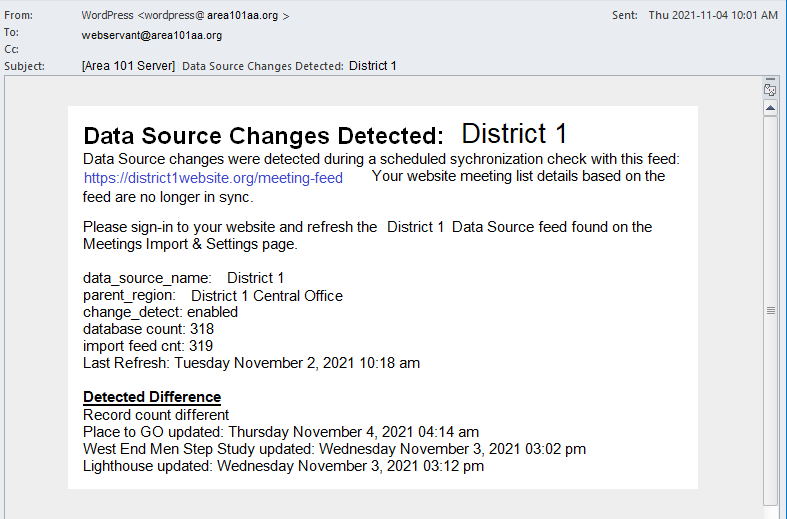 From: WordPress <wordpress@ area101aa.org > Sent: Thu 2021-11-04 10:01 AM
To: webservant@area101aa.org
Cc:
Subject: [Area 101 Server] Data Source Changes Detected: District 1
Data Source Changes Detected: District 1
Data Source changes were detected during a scheduled sychronization check with this feed:
https://district1website.org/meeting-feed Your website meeting list details based on the
feed are no longer in sync.
Please sign-in to your website and refresh the District 1 Data Source feed found on the
Meetings Import & Settings page.
data_source_name: District 1
parent_region: District 1 Central Office
change_detect: enabled
database count: 318
import feed cnt: 319
Last Refresh: Tuesday November 2, 2021 10:18 am
Detected Difference
Record count different
Place to GO updated: Thursday November 4, 2021 04:14 am
West End Men Step Study updated: Wednesday November 3, 2021 03:02 pm
Lighthouse updated: Wednesday November 3, 2021 03:12 pm